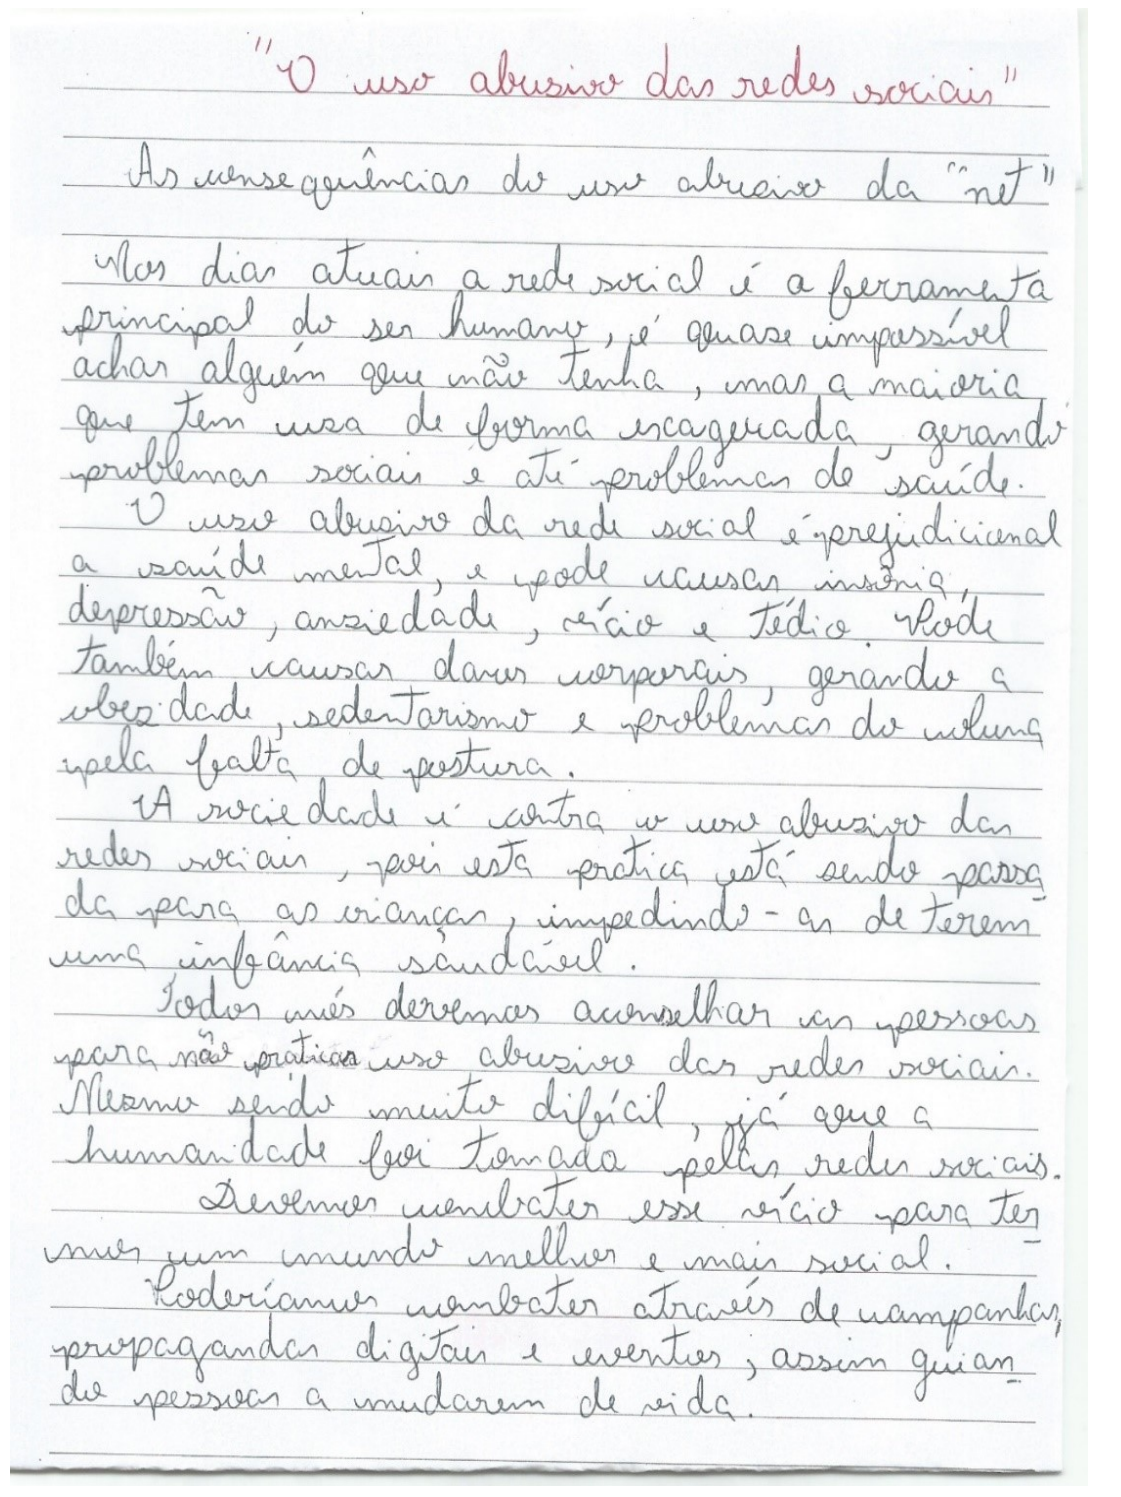 "O uso abusivo das redes sociais"
As consequências do uso abusivo da "net"
Nos dias atuais a rede social é a ferramenta
principal do ser humano, é quase impossível
achar alguém que não tenha, mas a maioria
que tem usa de forma escagerada, gerando
problemas sociais e até problemas de saúde.
O uso abusivo da rede social é prejudicional
a saúde mental, e pode causar insônia,
depressão, ansiedade, vício e tédio. Pode
também causar danos corporais, gerando a
obesidade, sedentarismo e problemas do coluna
pela falta de postura.
A sociedade é contra o uso abusivo das
redes sociais, pois esta pratica está sendo passa
da para as crianças, impedindo-as de terem
uma infância saudável.
Todos nós devemos aconselhar as pessoas
para não praticar uso abusivo das redes sociais.
Mesmo sendo muito difícil, já que a
humanidade foi tomada pelas redes sociais.
Devemos combater esse vício para ter
mos um mundo melhor e mais social.
Poderíamos combater através de campanhas,
propagandas digitais e eventos, assim guian
do pessoas a mudarem de vida.